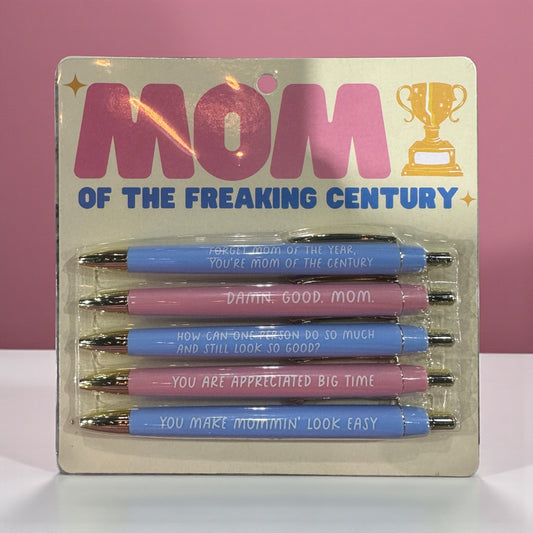 MOM
OF THE FREAKING CENTURY
FORGET MOM OF THE YEAR,
YOU'RE MOM OF THE CENTURY
DAMN. GOOD. MOM.
HOW CAN ONE PERSON DO SO MUCH
AND STILL LOOK SO GOOD?
YOU ARE APPRECIATED BIG TIME
YOU MAKE MOMMIN' LOOK EASY